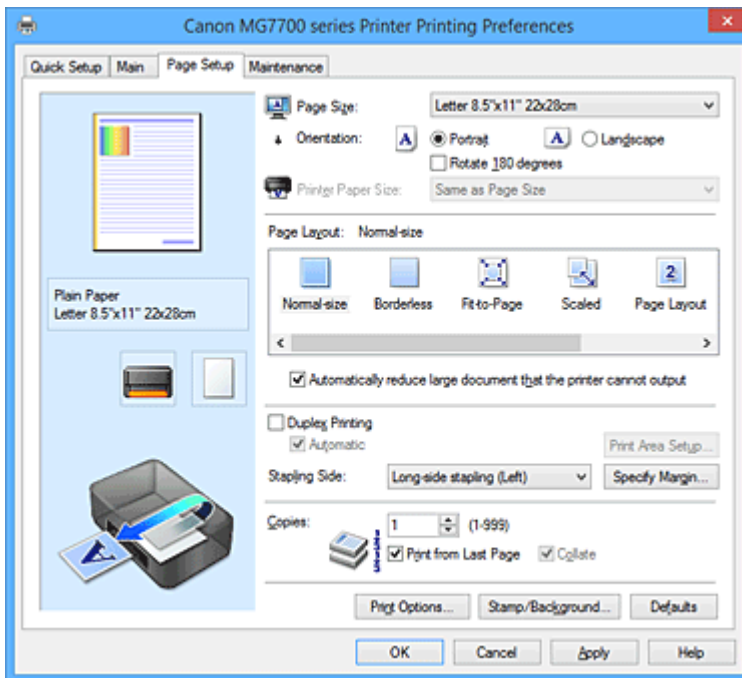 Canon MG7700 series Printer Printing Preferences
Quick Setup Main Page Setup Maintenance
Page Size: Letter 8.5"x11" 22x28cm
Orientation: A Portrait A Landscape
Rotate 180 degrees
Printer Paper Size: Same as Page Size
Page Layout: Normal-size
2
Normal-size Borderless Fit-to-Page Scaled Page Layout
Plain Paper
Letter 8.5"x11" 22x28cm
Automatically reduce large document that the printer cannot output
Duplex Printing
Automatic
Print Area Setup...
Stapling Side: Long-side stapling (Left) Specify Margin...
Copies: 1 (1-999)
Print from Last Page Collate
A
Print Options... Stamp/Background... Defaults
OK Cancel Apply Help